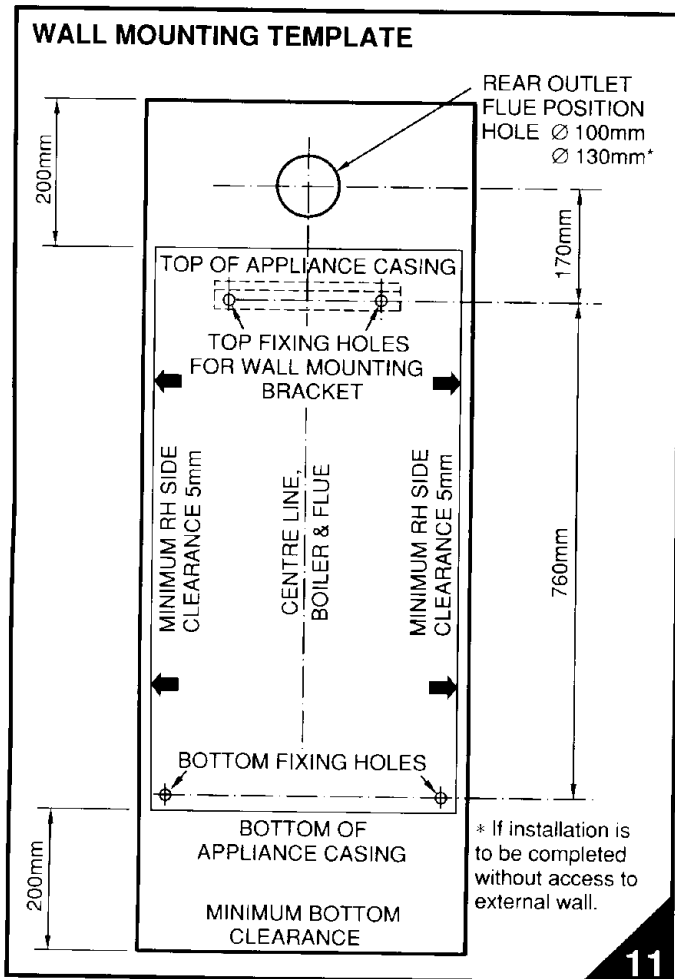 WALL MOUNTING TEMPLATE
REAR OUTLET
FLUE POSITION
HOLE Ø 100mm
Ø 130mm*
200mm
170mm
TOP OF APPLIANCE CASING
TOP FIXING HOLES
FOR WALL MOUNTING
BRACKET
MINIMUM RH SIDE
CLEARANCE 5mm
CENTRE LINE,
BOILER & FLUE
MINIMUM RH SIDE
CLEARANCE 5mm
760mm
BOTTOM FIXING HOLES
BOTTOM OF
APPLIANCE CASING
* If installation is
to be completed
without access to
external wall.
200mm
MINIMUM BOTTOM
CLEARANCE
11